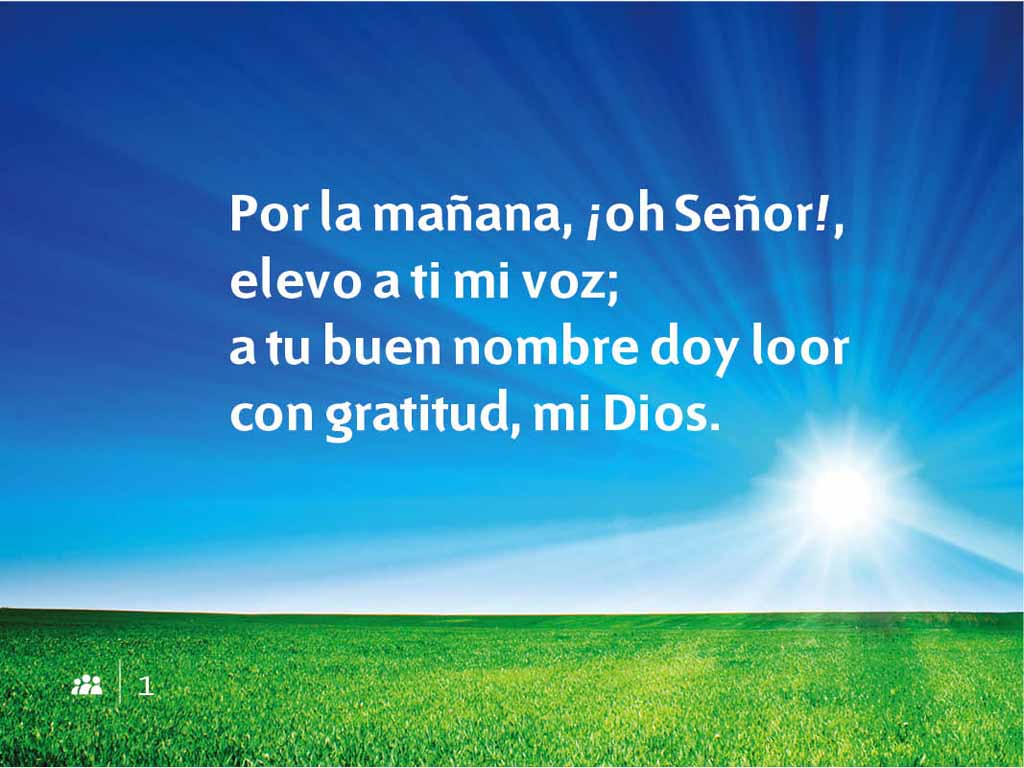 Por la mañana, ¡oh Señor!,
elevo a ti mi voz;
a tu buen nombre doy loor
con gratitud, mi Dios.
1